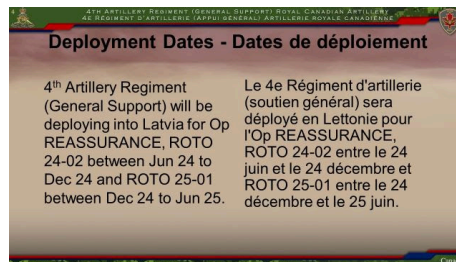 4TH ARTILLERY REGIMENT (GENERAL SUPPORT) ROYAL CANADIAN ARTILLERY
4E RÉGIMENT D'ARTILLERIE (APPUI GÉNÉRAL) ARTILLERIE ROYALE CANADIENNE
Deployment Dates - Dates de déploiement
4th Artillery Regiment
(General Support) will be
deploying into Latvia for Op
REASSURANCE, ROTO
24-02 between Jun 24 to
Dec 24 and ROTO 25-01
between Dec 24 to Jun 25.
Le 4e Régiment d'artillerie
(soutien général) sera
déployé en Lettonie pour
l'Op REASSURANCE,
ROTO 24-02 entre le 24
juin et le 24 décembre et
ROTO 25-01 entre le 24
décembre et le 25 juin.